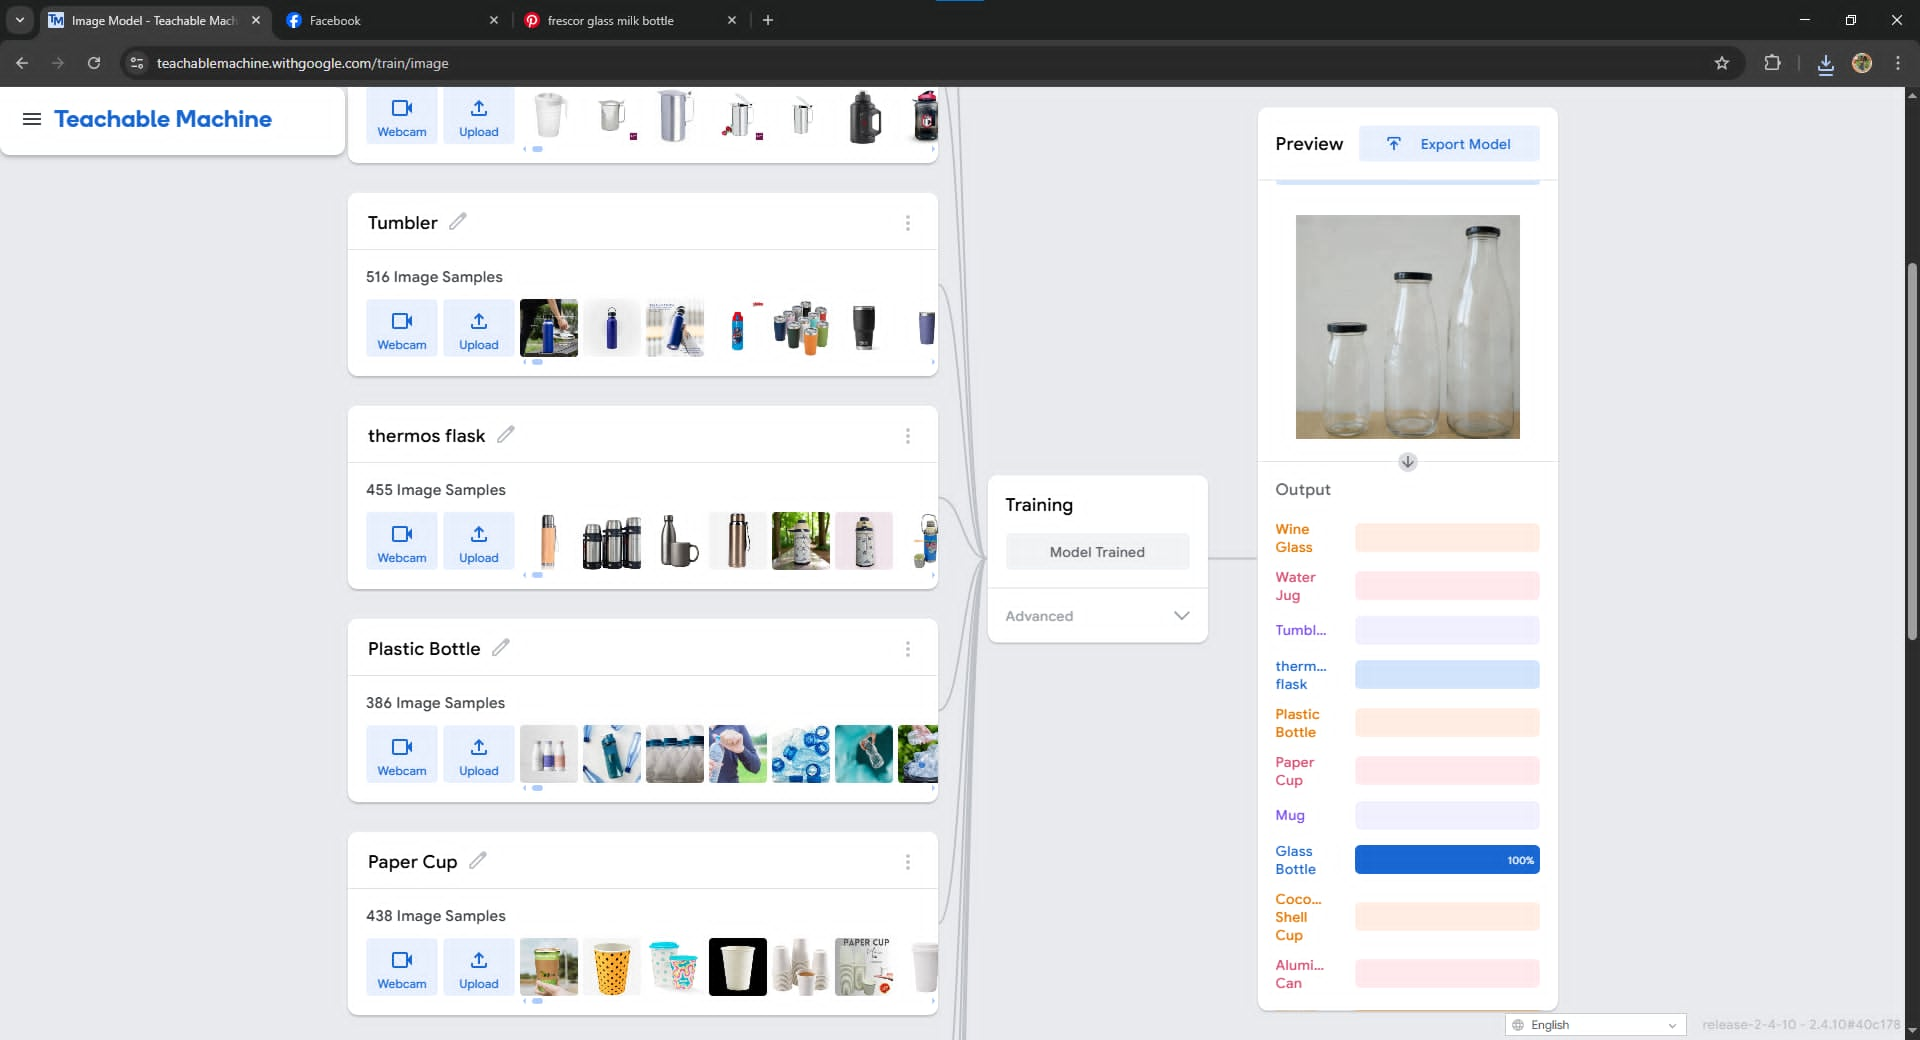 Image Model - Teachable Mach
Facebook
frescor glass milk bottle
teachablemachine.withgoogle.com/train/image
Teachable Machine
Webcam
Upload
Tumbler
516 Image Samples
Webcam
Upload
thermos flask
455 Image Samples
Webcam
Upload
Plastic Bottle
386 Image Samples
Webcam
Upload
Paper Cup
438 Image Samples
Webcam
Upload
PAPER CUP
Training
Model Trained
Advanced
Preview
Export Model
Output
Wine
Glass
Water
Jug
Tumbl...
therm...
flask
Plastic
Bottle
Paper
Cup
Mug
Glass
Bottle
100%
Coco...
Shell
Cup
Alumi...
Can
English
release-2-4-10 - 2.4.10#40c178